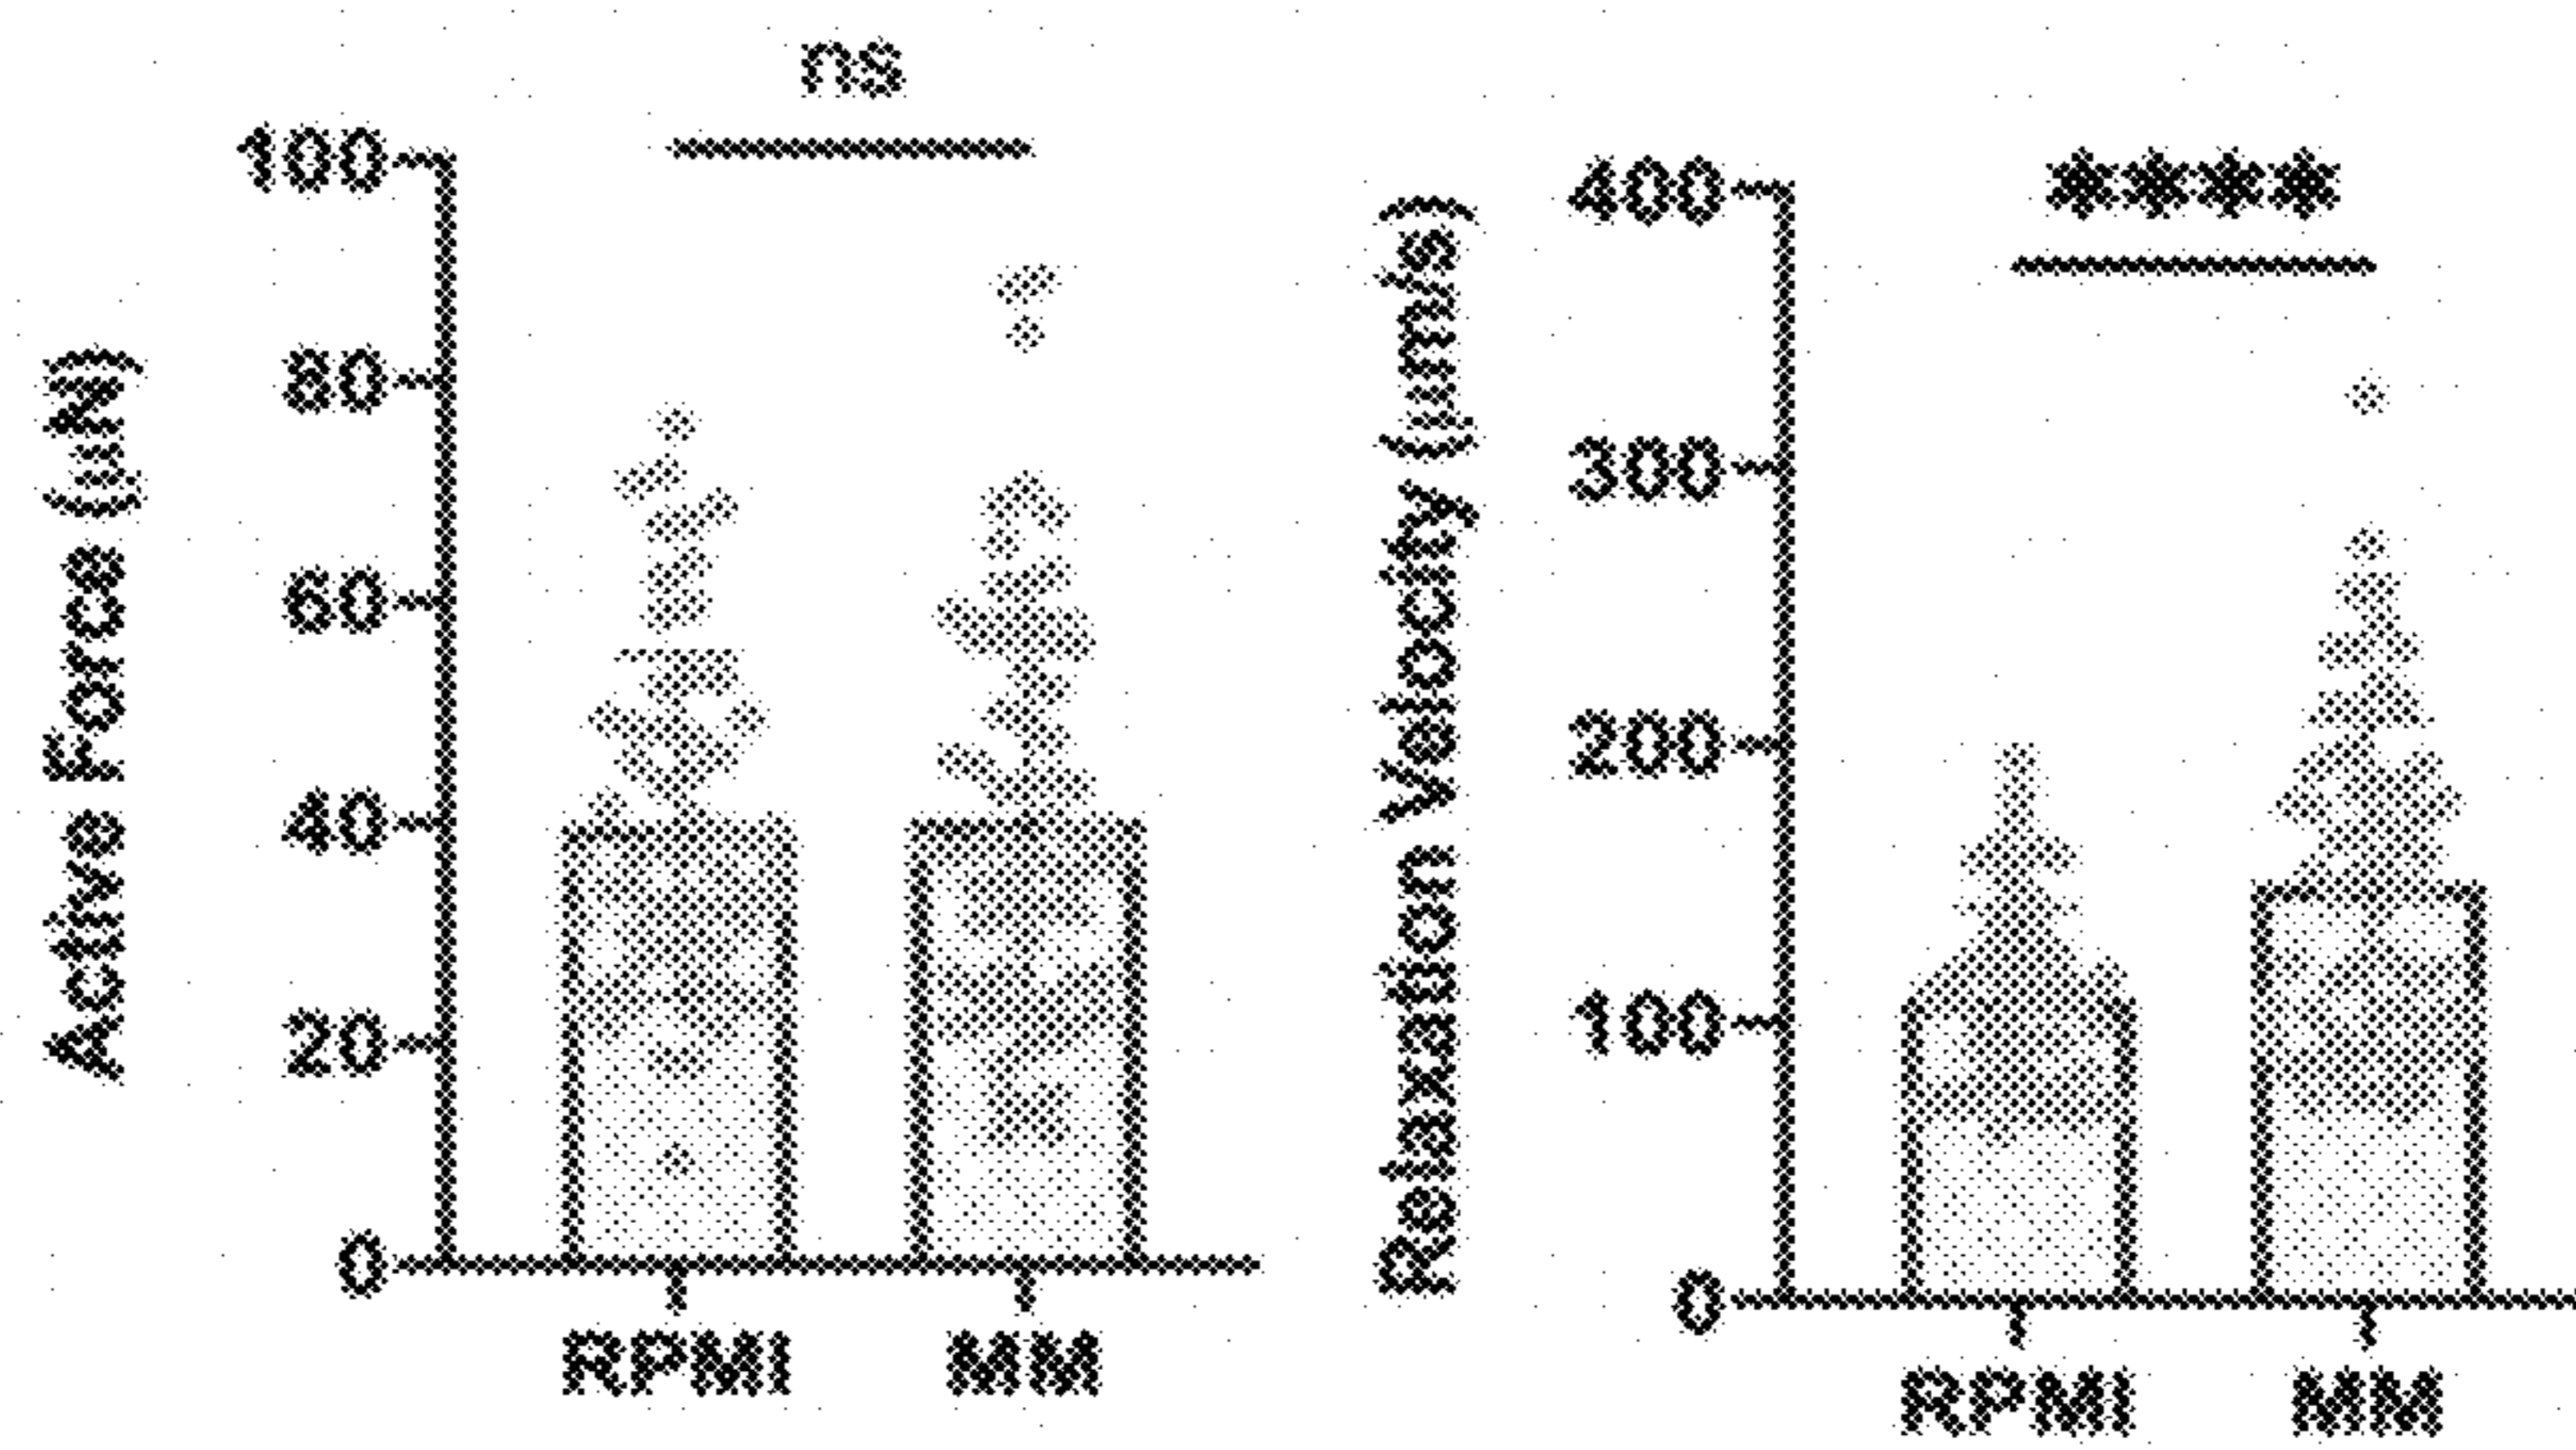 ns
Active Force (µN)
100
80
60
40
20
0
RPMI MM
****
Relaxation Velocity (µm/s)
400
300
200
100
0
RPMI MM